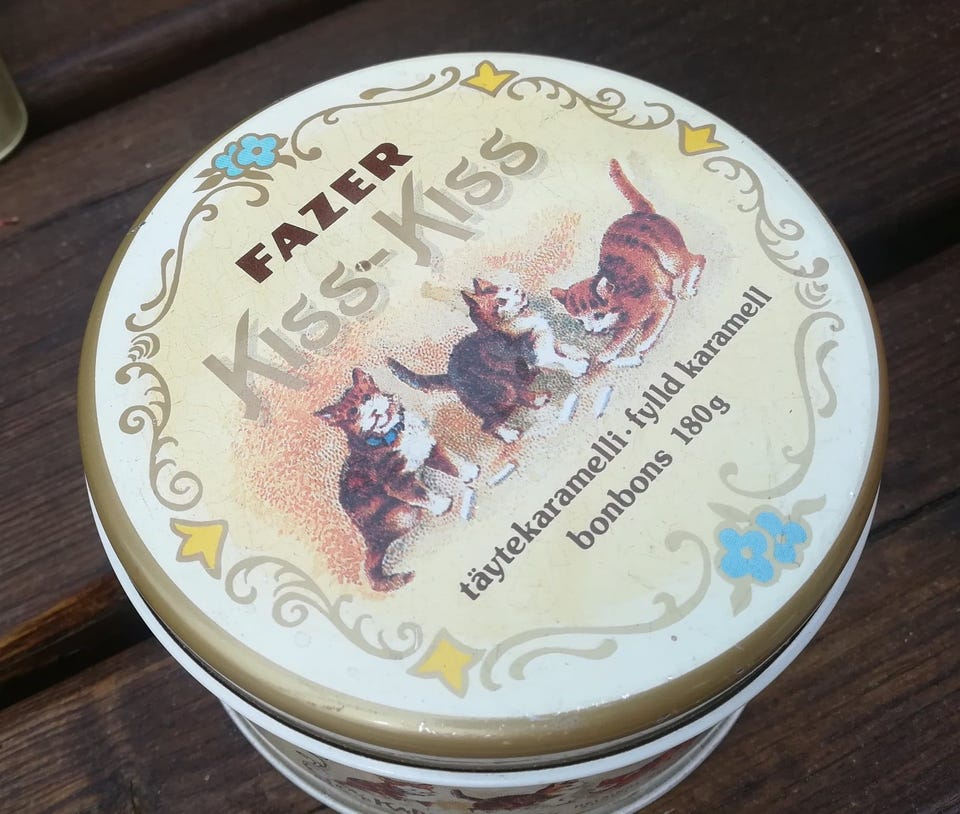 FAZER
Kiss-Kiss
täytekaramelli · fylld karamell
bonbons 180g